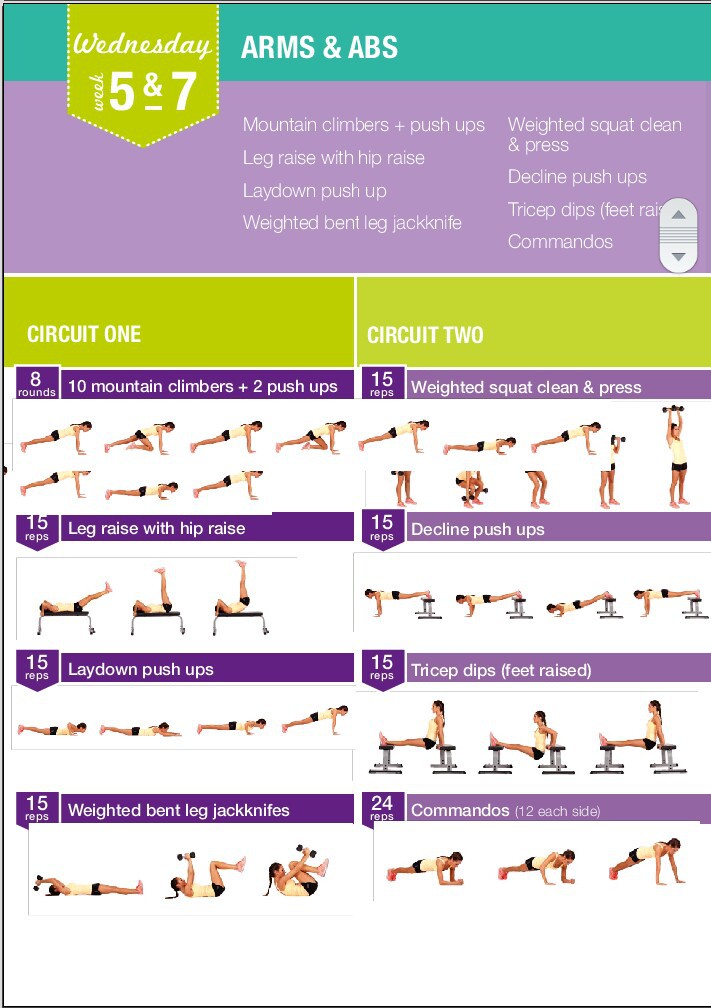 Wednesday
week
5 & 7
ARMS & ABS
Mountain climbers + push ups
Leg raise with hip raise
Laydown push up
Weighted bent leg jackknife
Weighted squat clean
& press
Decline push ups
Tricep dips (feet
Commandos
CIRCUIT ONE
8
rounds
10 mountain climbers + 2 push ups
15
reps
Leg raise with hip raise
15
reps
Laydown push ups
15
reps
Weighted bent leg jackknifes
CIRCUIT TWO
15
reps
Weighted squat clean & press
15
reps
Decline push ups
15
reps
Tricep dips (feet raised)
24
reps
Commandos (12 each side)